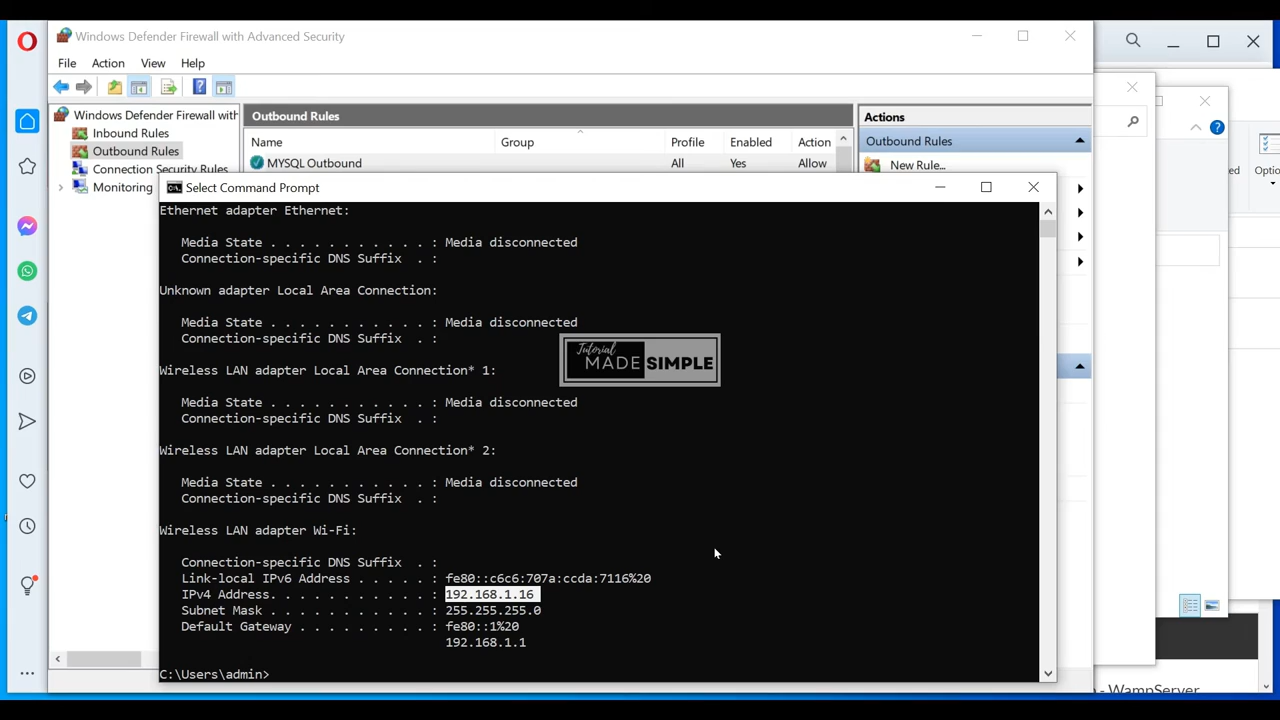 Windows Defender Firewall with Advanced Security
File Action View Help
Windows Defender Firewall with
Inbound Rules
Outbound Rules
Connection Security Rules
Monitoring
Outbound Rules
Name Group Profile Enabled Action
MYSQL Outbound All Yes Allow
Actions
Outbound Rules
New Rule...
Select Command Prompt
Ethernet adapter Ethernet:
Media State . . . . . . . . . . . : Media disconnected
Connection-specific DNS Suffix . :
Unknown adapter Local Area Connection:
Media State . . . . . . . . . . . : Media disconnected
Connection-specific DNS Suffix . :
Wireless LAN adapter Local Area Connection* 1:
Media State . . . . . . . . . . . : Media disconnected
Connection-specific DNS Suffix . :
Wireless LAN adapter Local Area Connection* 2:
Media State . . . . . . . . . . . : Media disconnected
Connection-specific DNS Suffix . :
Wireless LAN adapter Wi-Fi:
Connection-specific DNS Suffix . :
Link-local IPv6 Address . . . . . : fe80::c6c6:707a:ccda:7116%20
IPv4 Address. . . . . . . . . . . : 192.168.1.16
Subnet Mask . . . . . . . . . . . : 255.255.255.0
Default Gateway . . . . . . . . . : fe80::1%20
192.168.1.1
C:\Users\admin>
Tutorial
MADE SIMPLE
- WampServer